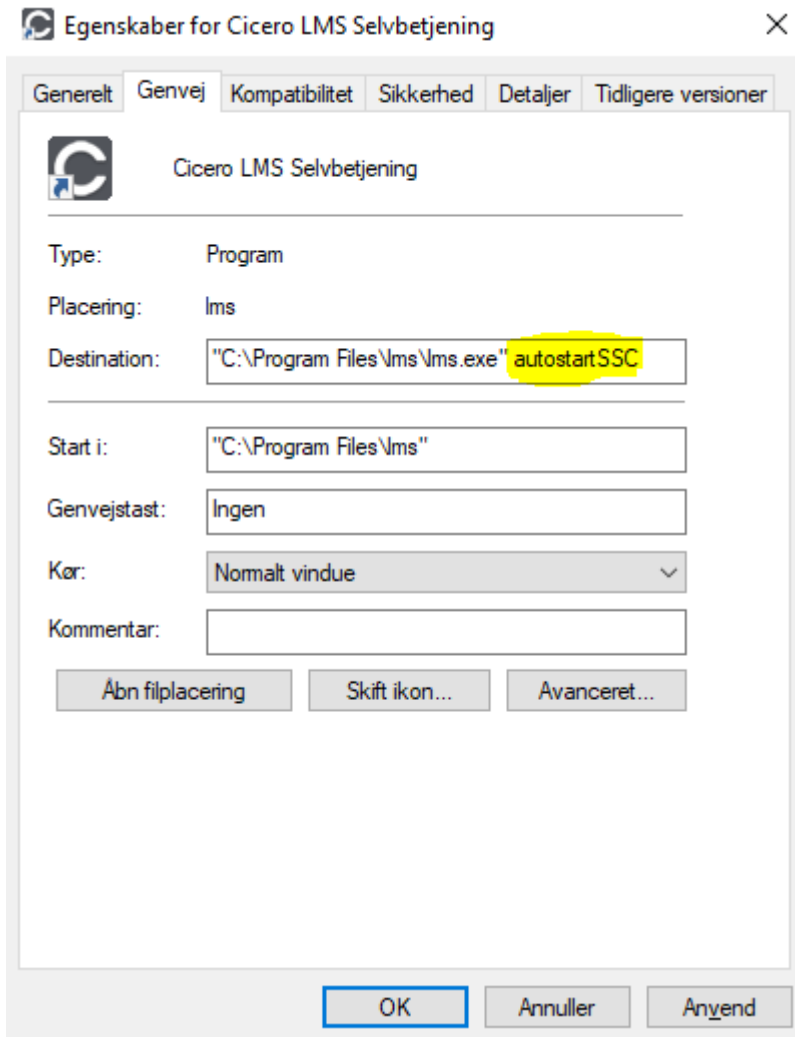 Egenskaber for Cicero LMS Selvbetjening
Generelt Genvej Kompatibilitet Sikkerhed Detaljer Tidligere versioner
Cicero LMS Selvbetjening
Type: Program
Placering: lms
Destination: "C:\Program Files\lms\lms.exe" autostartSSC
Start i: "C:\Program Files\lms"
Genvejstast: Ingen
Kør: Normalt vindue
Kommentar:
Åbn filplacering Skift ikon... Avanceret...
OK Annuller Anvend